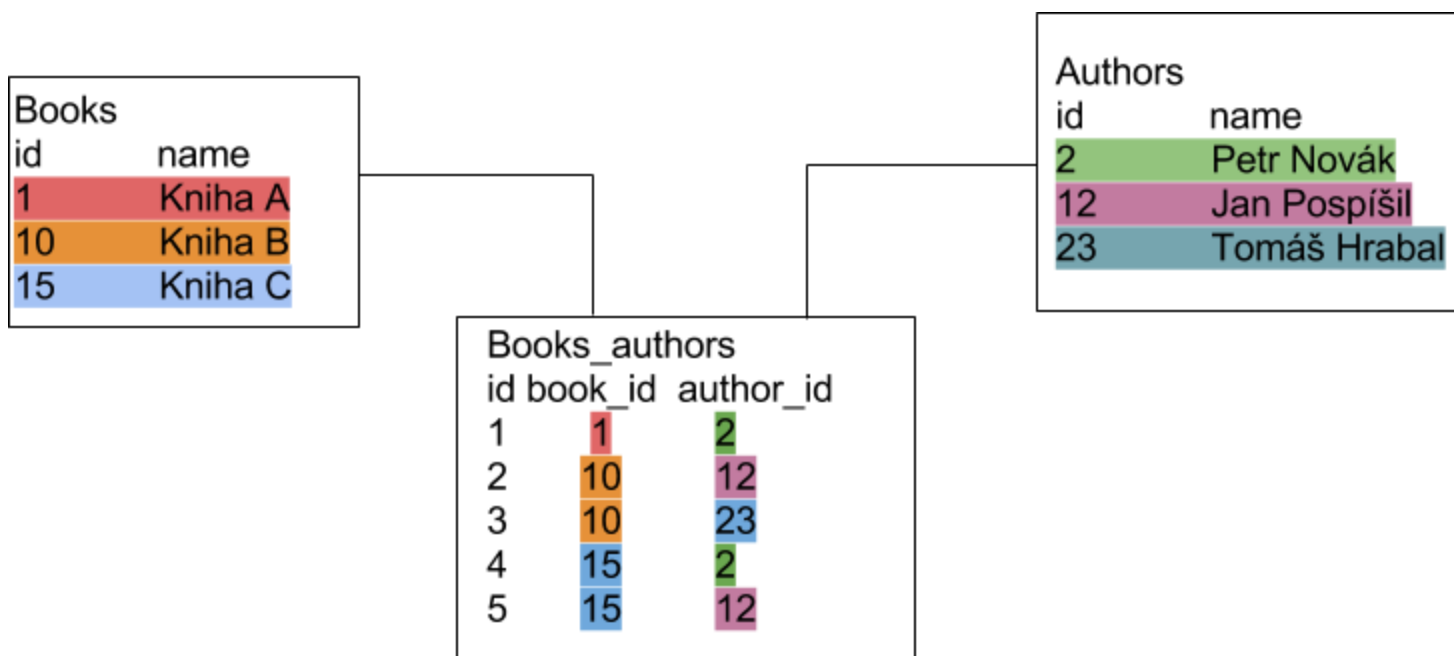 Books
id name
1 Kniha A
10 Kniha B
15 Kniha C
Authors
id name
2 Petr Novák
12 Jan Pospíšil
23 Tomáš Hrabal
Books_authors
id book_id author_id
1 1 2
2 10 12
3 10 23
4 15 2
5 15 12